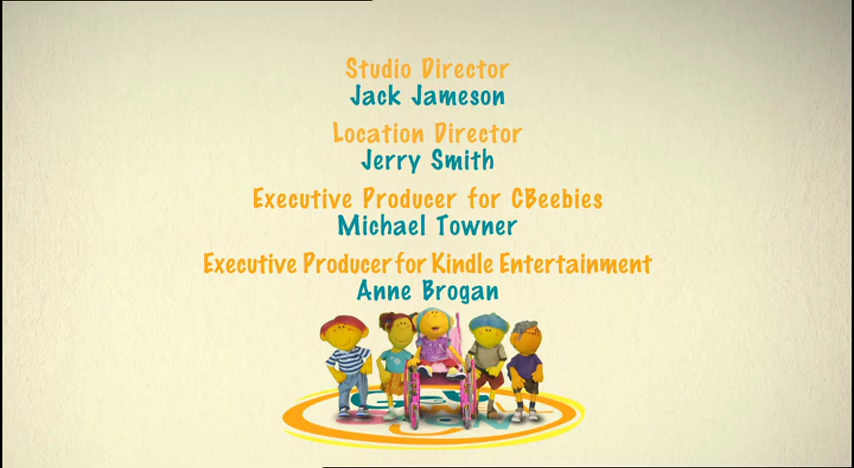 Studio Director
Jack Jameson
Location Director
Jerry Smith
Executive Producer for CBeebies
Michael Towner
Executive Producer for Kindle Entertainment
Anne Brogan